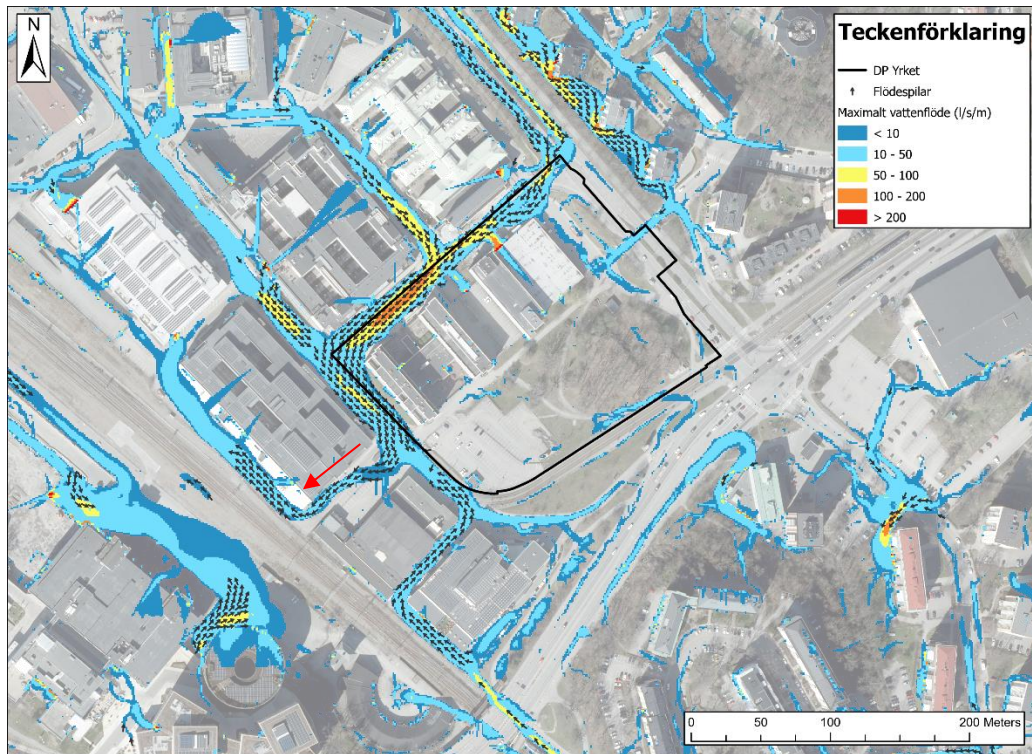 N
Teckenförklaring
DP Yrket
Flödespilar
Maximalt vattenflöde (l/s/m)
< 10
10 - 50
50 - 100
100 - 200
> 200
0 50 100 200 Meters